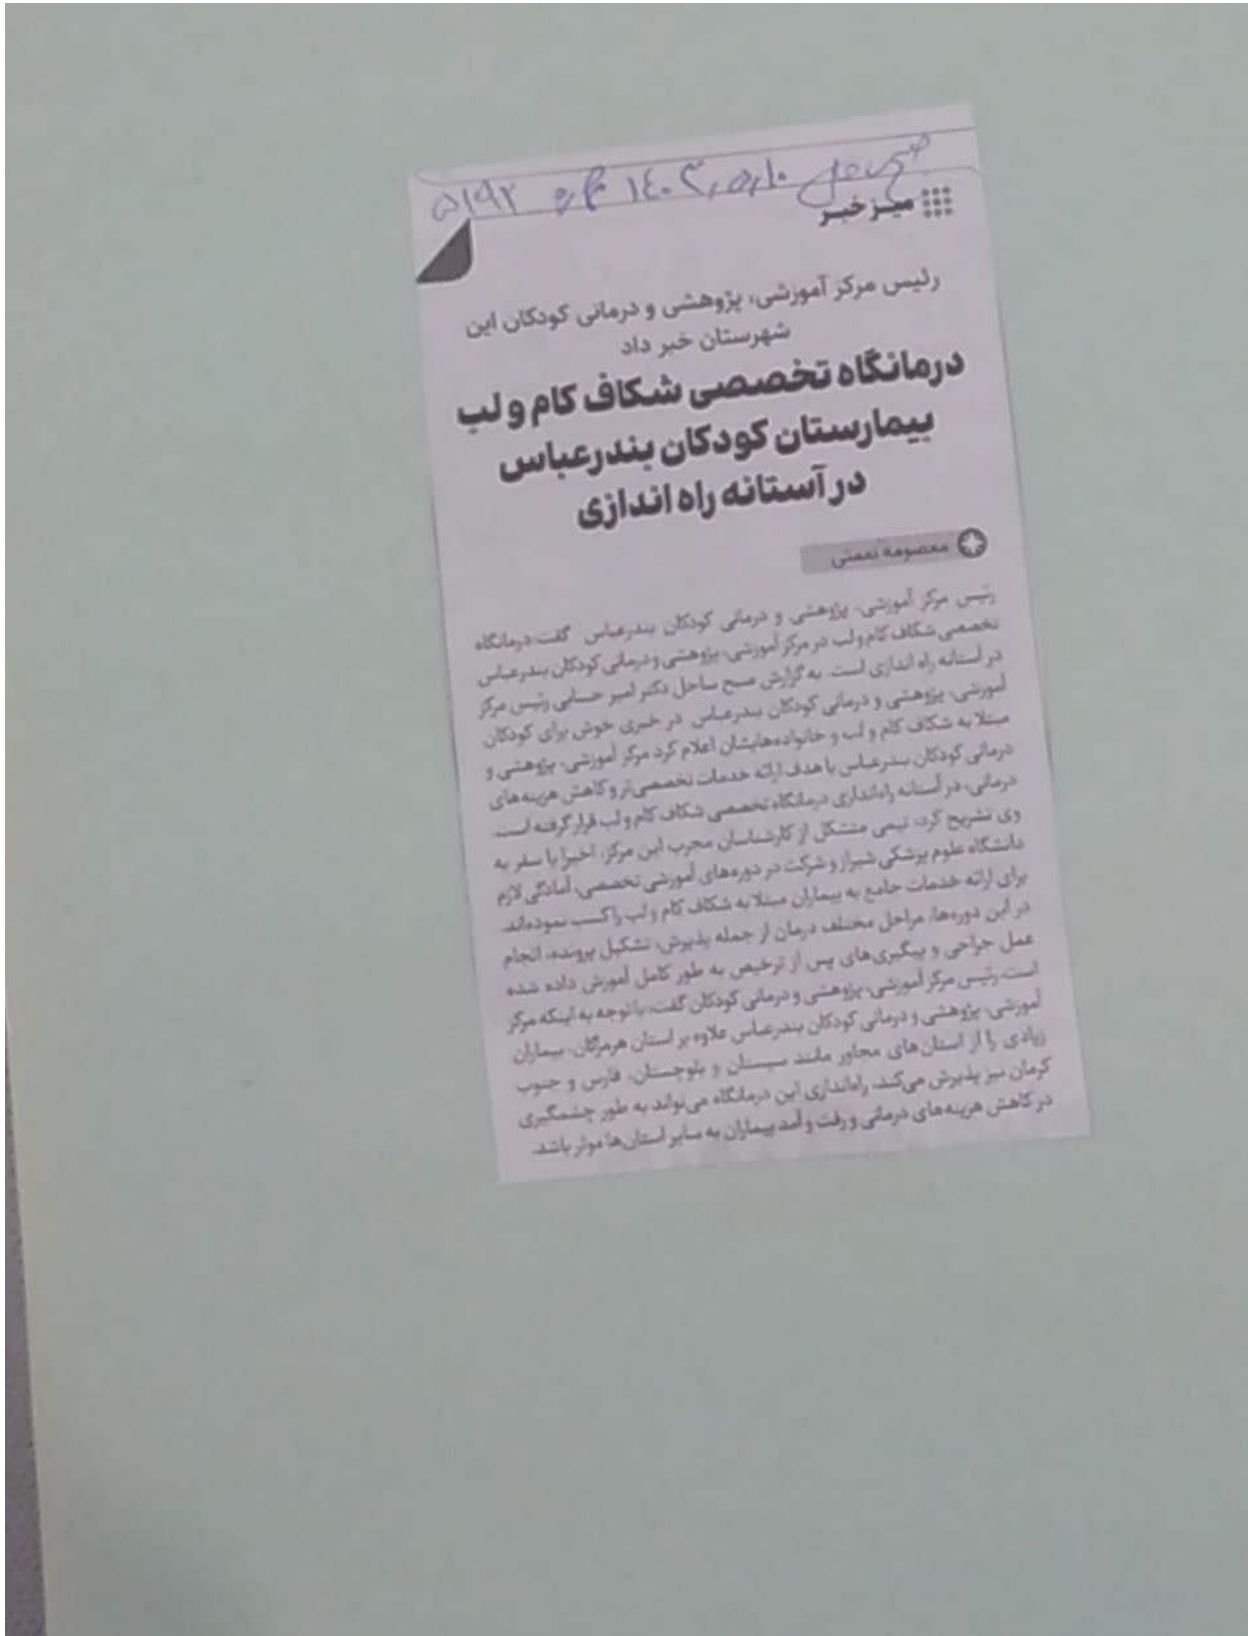 صبح ساحل ۱۴۰۳,۵,۱۰ شماره ۵۱۹۲
میز خبر
رئیس مرکز آموزشی، پژوهشی و درمانی کودکان این
شهرستان خبر داد
درمانگاه تخصصی شکاف کام و لب
بیمارستان کودکان بندرعباس
در آستانه راه اندازی
معصومه نعمتی
رئیس مرکز آموزشی، پژوهشی و درمانی کودکان بندرعباس گفت:درمانگاه
تخصصی شکاف کام و لب در مرکز آموزشی، پژوهشی و درمانی کودکان بندرعباس
در آستانه راه اندازی است. به گزارش صبح ساحل دکتر امیر حسابی رئیس مرکز
آموزشی، پژوهشی و درمانی کودکان بندرعباس در خبری خوش برای کودکان
مبتلا به شکاف کام و لب و خانواده‌هایشان اعلام کرد مرکز آموزشی، پژوهشی و
درمانی کودکان بندرعباس با هدف ارائه خدمات تخصصی‌تر و کاهش هزینه های
درمانی، در آستانه راه‌اندازی درمانگاه تخصصی شکاف کام و لب قرار گرفته است.
وی تشریح کرد: تیمی متشکل از کارشناسان مجرب این مرکز، اخیرا با سفر به
دانشگاه علوم پزشکی شیراز و شرکت در دوره‌های آموزشی تخصصی، آمادگی لازم
برای ارائه خدمات جامع به بیماران مبتلا به شکاف کام و لب را کسب نموده‌اند.
در این دوره‌ها، مراحل مختلف درمان از جمله پذیرش، تشکیل پرونده، انجام
عمل جراحی و پیگیری‌های پس از ترخیص به طور کامل آموزش داده شده
است.رئیس مرکز آموزشی، پژوهشی و درمانی کودکان گفت: با توجه به اینکه مرکز
آموزشی، پژوهشی و درمانی کودکان بندرعباس علاوه بر استان هرمزگان، بیماران
زیادی را از استان های مجاور مانند سیستان و بلوچستان، فارس و جنوب
کرمان نیز پذیرش می‌کند، راه‌اندازی این درمانگاه می‌تواند به طور چشمگیری
در کاهش هزینه های درمانی و رفت و آمد بیماران به سایر استان‌ها موثر باشد.